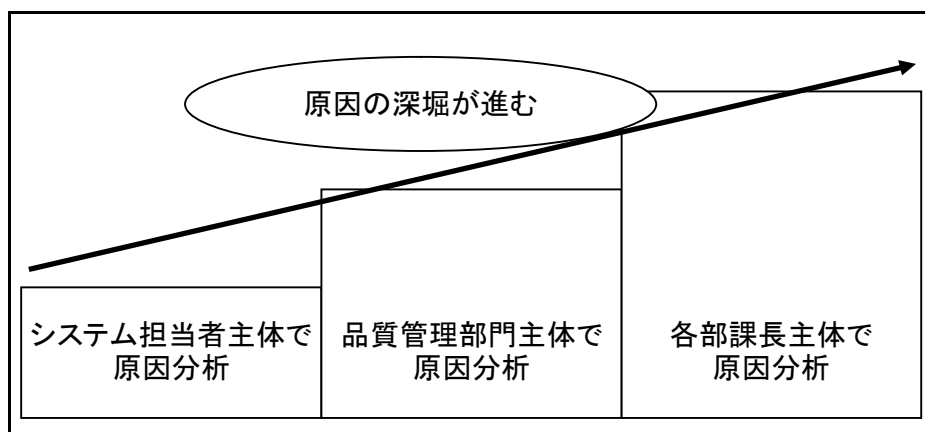 原因の深堀が進む
システム担当者主体で
原因分析
品質管理部門主体で
原因分析
各部課長主体で
原因分析